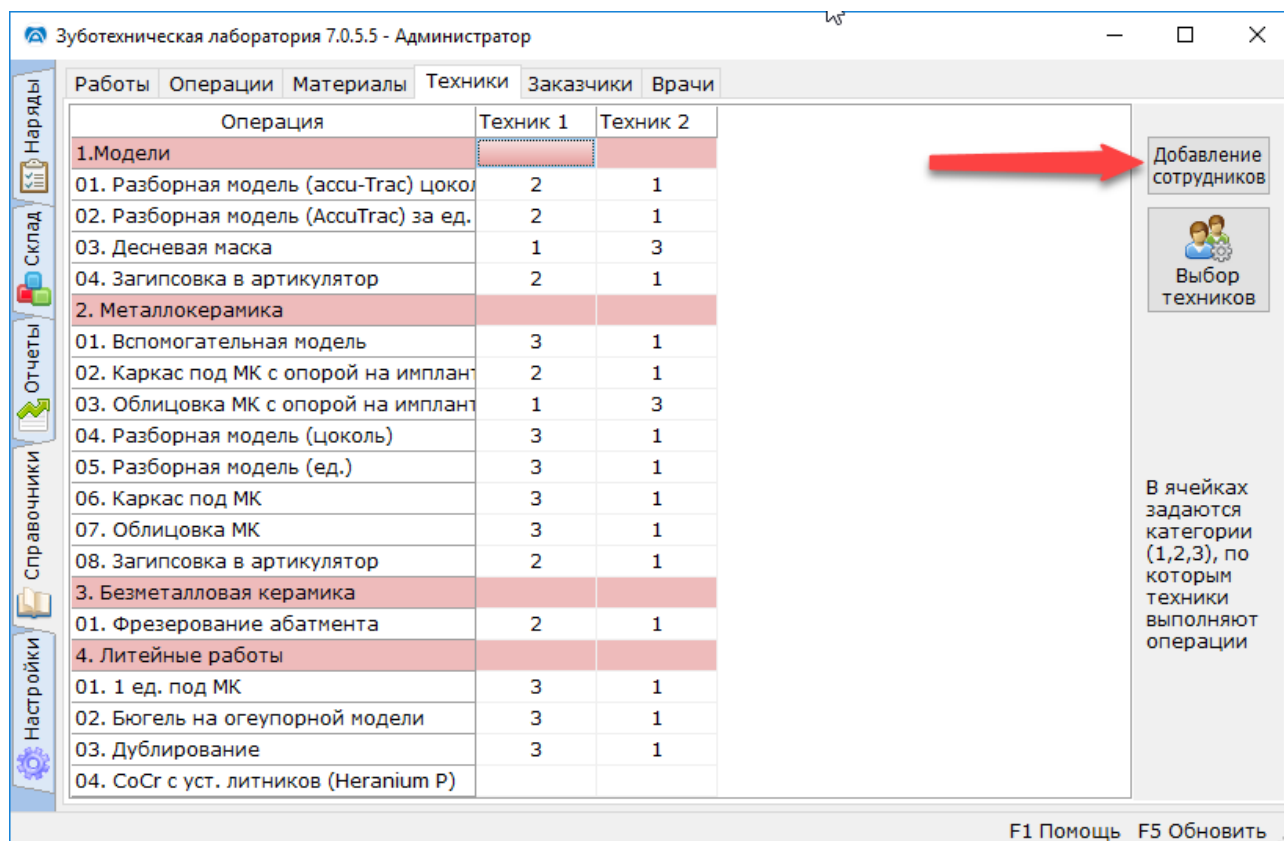 Зуботехническая лаборатория 7.0.5.5 - Администратор
Работы Операции Материалы Техники Заказчики Врачи
Наряды
Склад
Отчеты
Справочники
Настройки
Операция Техник 1 Техник 2
1.Модели
01. Разборная модель (accu-Trac) цокол 2 1
02. Разборная модель (AccuTrac) за ед. 2 1
03. Десневая маска 1 3
04. Загипсовка в артикулятор 2 1
2. Металлокерамика
01. Вспомогательная модель 3 1
02. Каркас под МК с опорой на имплант 2 1
03. Облицовка МК с опорой на имплант 1 3
04. Разборная модель (цоколь) 3 1
05. Разборная модель (ед.) 3 1
06. Каркас под МК 3 1
07. Облицовка МК 3 1
08. Загипсовка в артикулятор 2 1
3. Безметалловая керамика
01. Фрезерование абатмента 2 1
4. Литейные работы
01. 1 ед. под МК 3 1
02. Бюгель на огеупорной модели 3 1
03. Дублирование 3 1
04. CoCr с уст. литников (Heranium P)
Добавление
сотрудников
Выбор
техников
В ячейках
задаются
категории
(1,2,3), по
которым
техники
выполняют
операции
F1 Помощь F5 Обновить